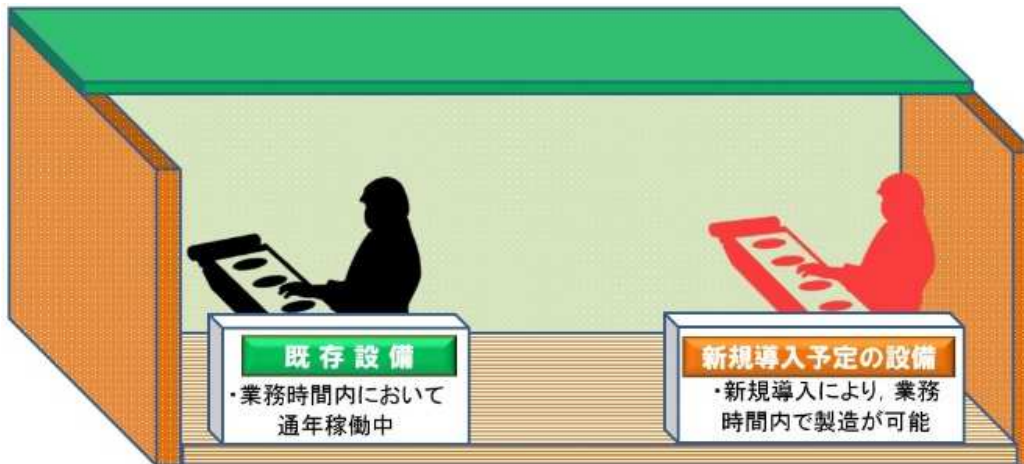 既存設備
・業務時間内において
通年稼働中
新規導入予定の設備
・新規導入により，業務
時間内で製造が可能